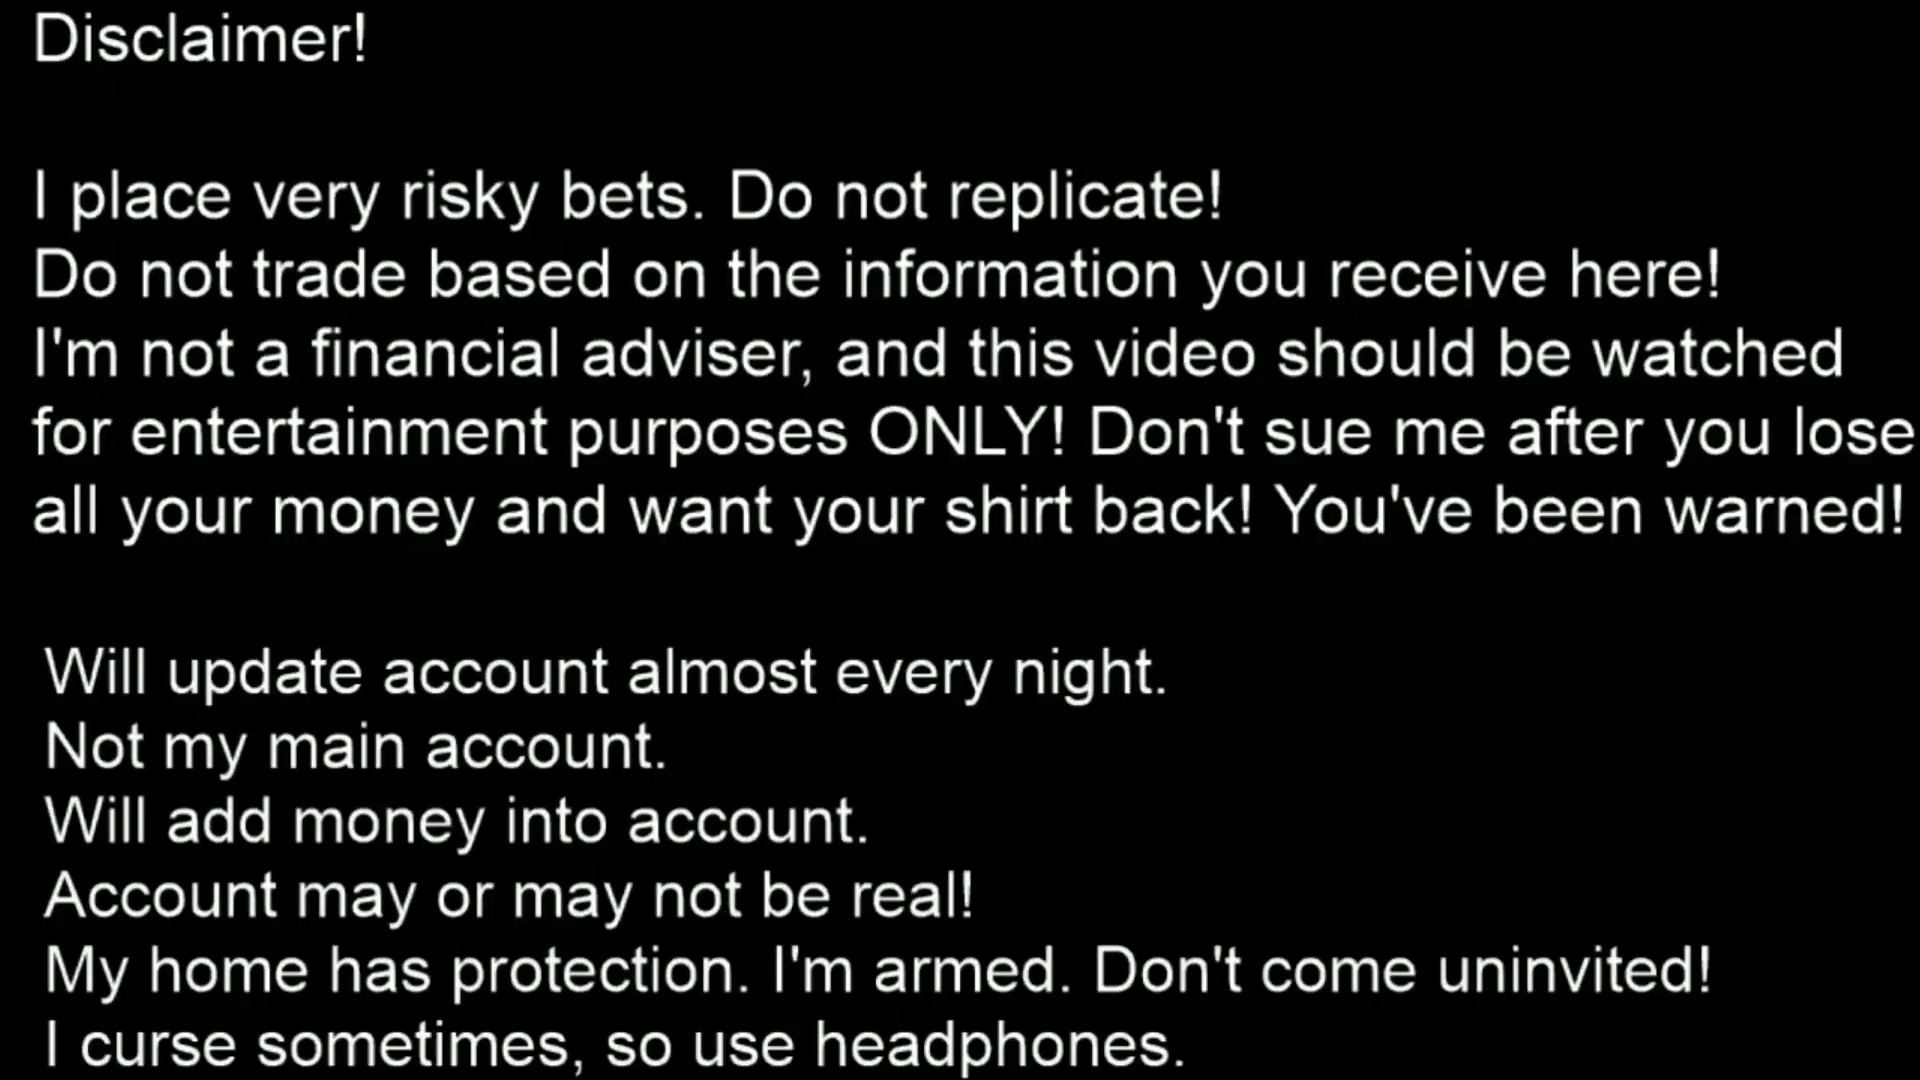 Disclaimer!
I place very risky bets. Do not replicate!
Do not trade based on the information you receive here!
I'm not a financial adviser, and this video should be watched
for entertainment purposes ONLY! Don't sue me after you lose
all your money and want your shirt back! You've been warned!
Will update account almost every night.
Not my main account.
Will add money into account.
Account may or may not be real!
My home has protection. I'm armed. Don't come uninvited!
I curse sometimes, so use headphones.